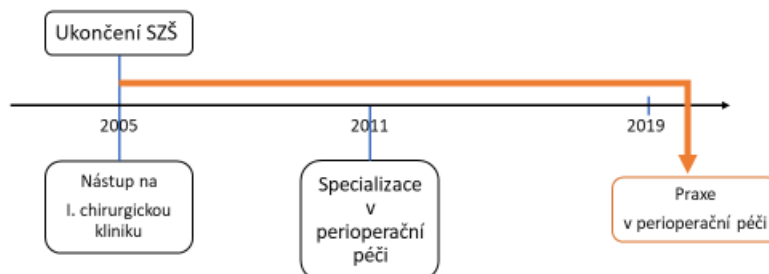 Ukončení SZŠ
2005
2011
2019
Nástup na
I. chirurgickou
kliniku
Specializace
v
perioperační
péči
Praxe
v perioperační péči